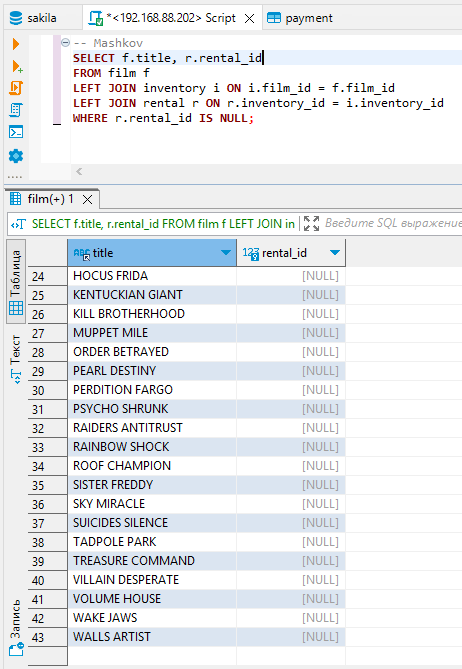 sakila
*<192.168.88.202> Script
payment
-- Mashkov
SELECT f.title, r.rental_id
FROM film f
LEFT JOIN inventory i ON i.film_id = f.film_id
LEFT JOIN rental r ON r.inventory_id = i.inventory_id
WHERE r.rental_id IS NULL;
film(+) 1
SELECT f.title, r.rental_id FROM film f LEFT JOIN in
Введите SQL выражение
Таблица
Текст
Запись
ABC title
123 rental_id
24 HOCUS FRIDA [NULL]
25 KENTUCKIAN GIANT [NULL]
26 KILL BROTHERHOOD [NULL]
27 MUPPET MILE [NULL]
28 ORDER BETRAYED [NULL]
29 PEARL DESTINY [NULL]
30 PERDITION FARGO [NULL]
31 PSYCHO SHRUNK [NULL]
32 RAIDERS ANTITRUST [NULL]
33 RAINBOW SHOCK [NULL]
34 ROOF CHAMPION [NULL]
35 SISTER FREDDY [NULL]
36 SKY MIRACLE [NULL]
37 SUICIDES SILENCE [NULL]
38 TADPOLE PARK [NULL]
39 TREASURE COMMAND [NULL]
40 VILLAIN DESPERATE [NULL]
41 VOLUME HOUSE [NULL]
42 WAKE JAWS [NULL]
43 WALLS ARTIST [NULL]